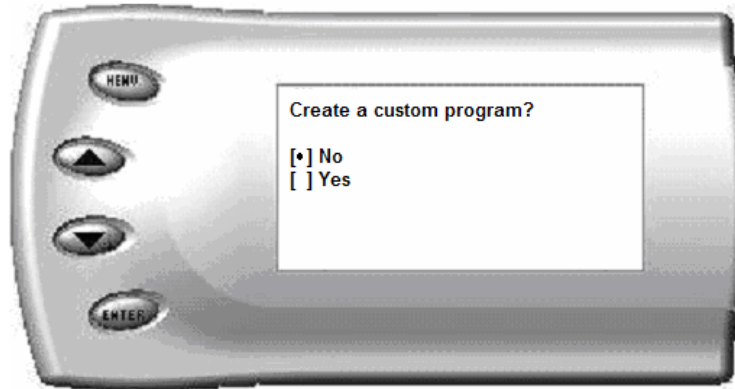 MENU
Create a custom program?
[•] No
[ ] Yes
ENTER